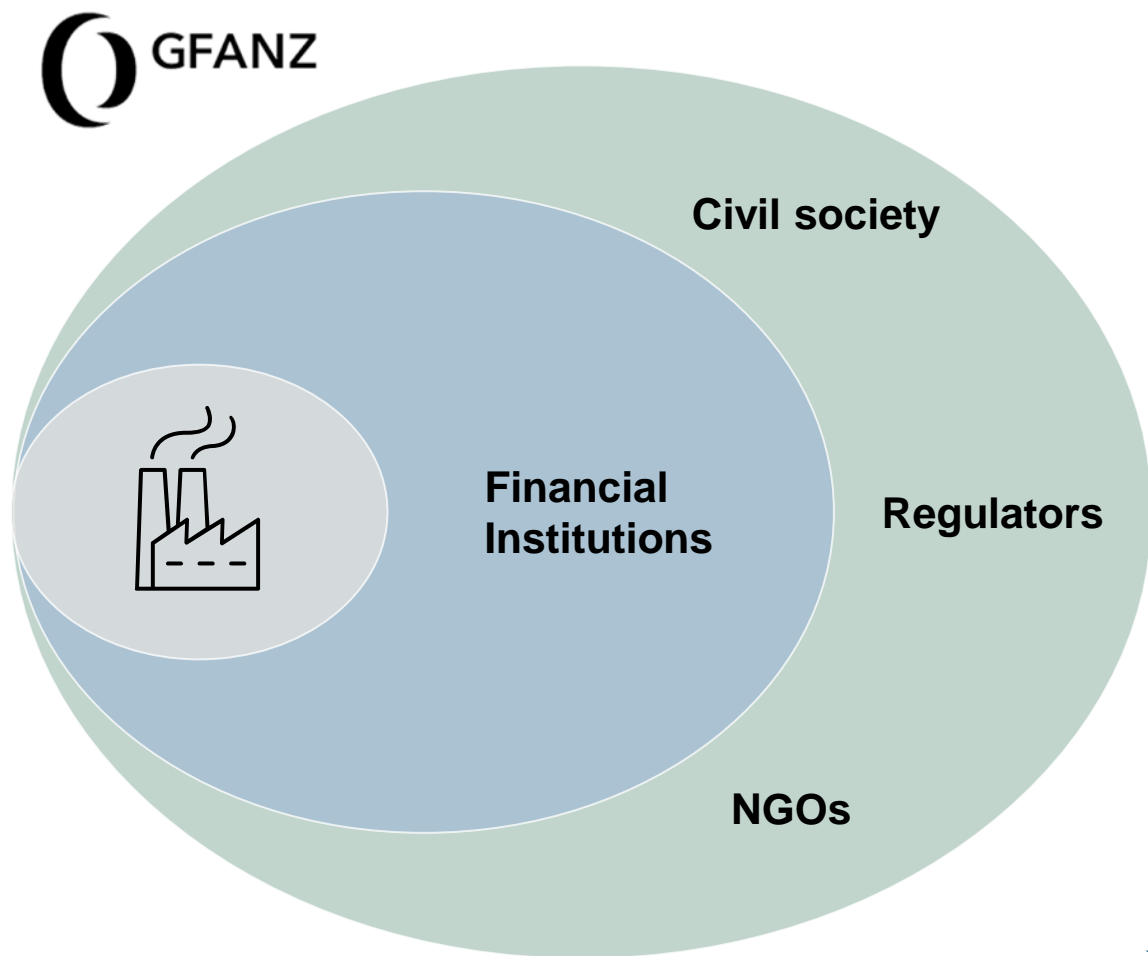 GFANZ
Civil society
Financial
Institutions
Regulators
NGOs